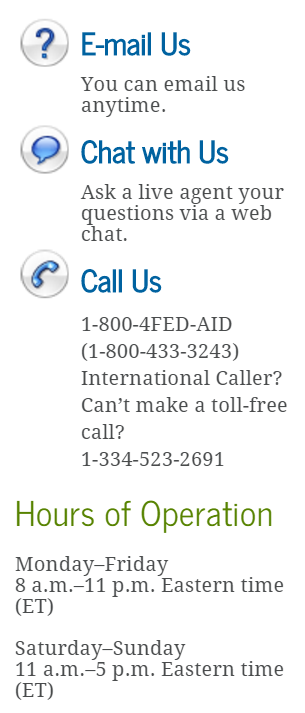 E-mail Us
You can email us
anytime.
Chat with Us
Ask a live agent your
questions via a web
chat.
Call Us
1-800-4FED-AID
(1-800-433-3243)
International Caller?
Can’t make a toll-free
call?
1-334-523-2691
Hours of Operation
Monday–Friday
8 a.m.–11 p.m. Eastern time
(ET)
Saturday–Sunday
11 a.m.–5 p.m. Eastern time
(ET)